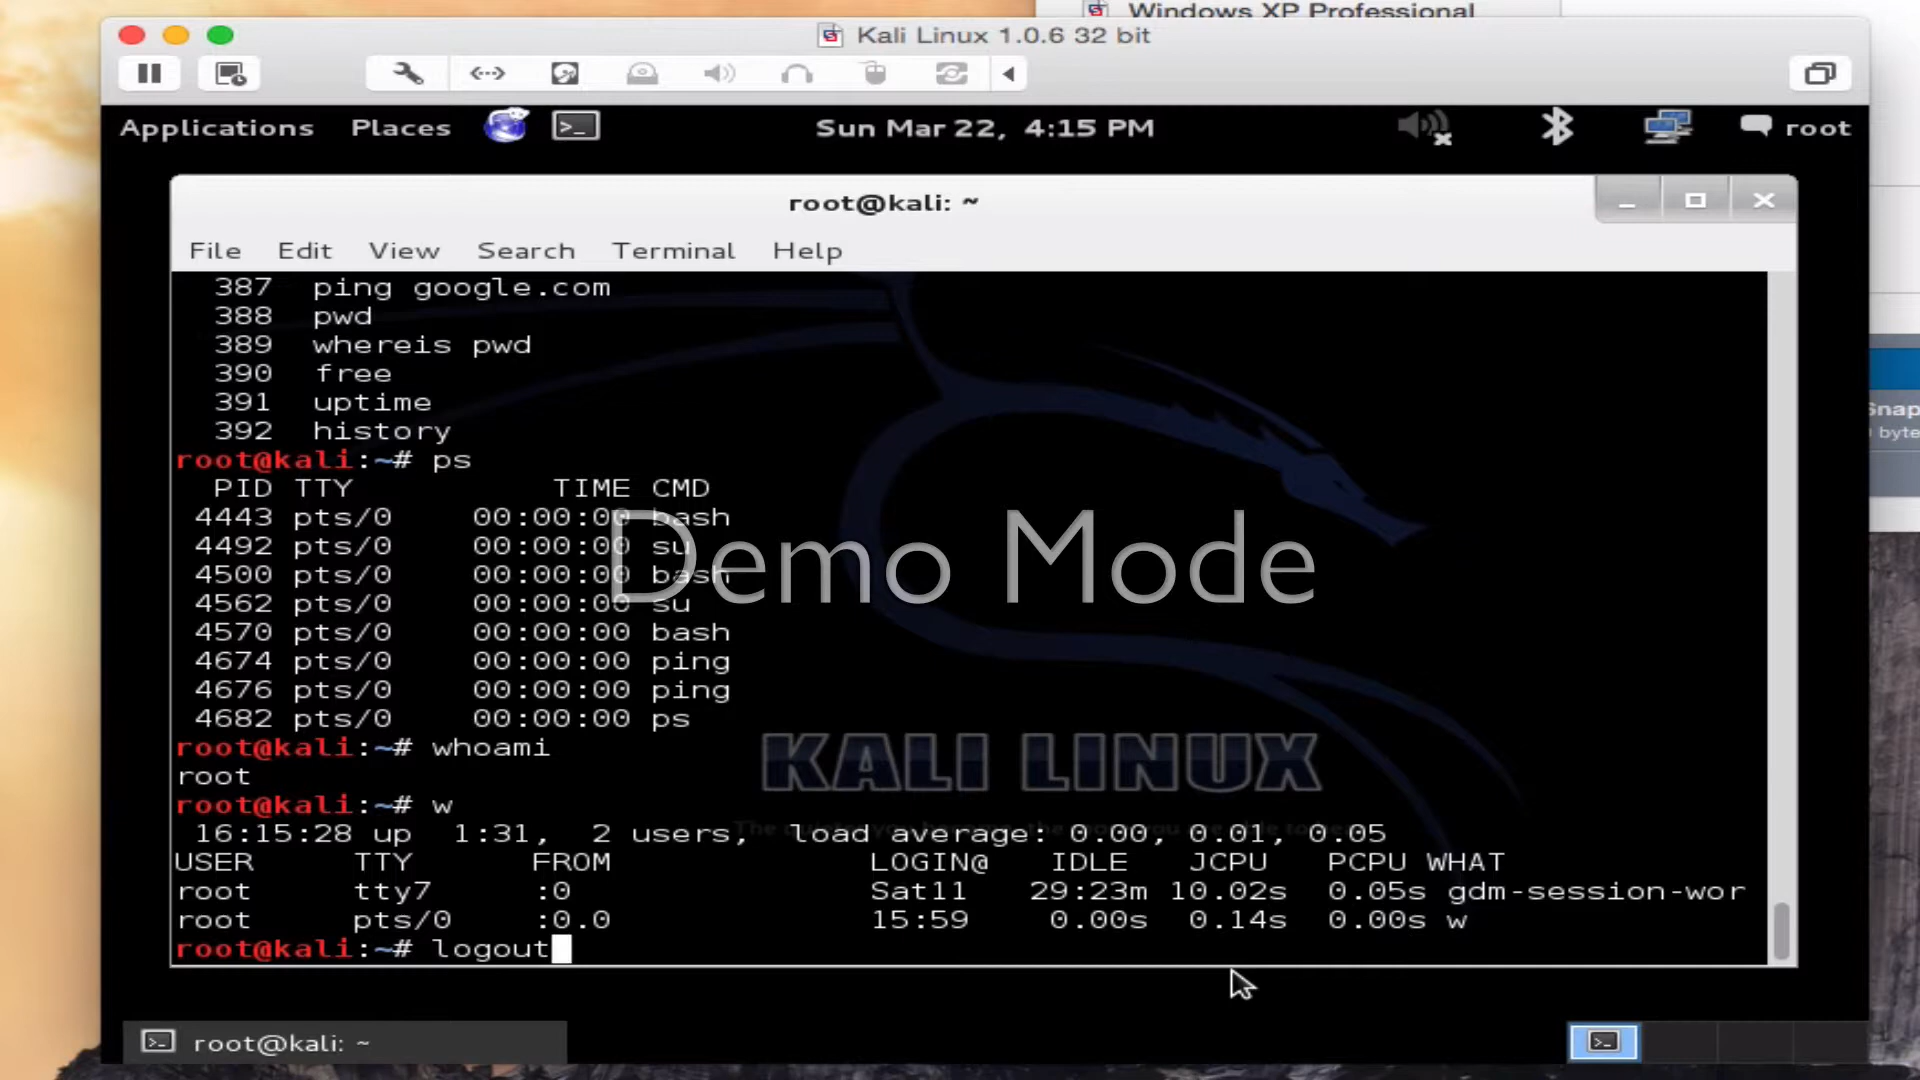 Windows XP Professional
Kali Linux 1.0.6 32 bit
Applications Places Sun Mar 22, 4:15 PM root
root@kali: ~
File Edit View Search Terminal Help
387 ping google.com
388 pwd
389 whereis pwd
390 free
391 uptime
392 history
root@kali:~# ps
PID TTY TIME CMD
4443 pts/0 00:00:00 bash
4492 pts/0 00:00:00 su
4500 pts/0 00:00:00 bash
4562 pts/0 00:00:00 su
4570 pts/0 00:00:00 bash
4674 pts/0 00:00:00 ping
4676 pts/0 00:00:00 ping
4682 pts/0 00:00:00 ps
Demo Mode
root@kali:~# whoami
root
KALI LINUX
root@kali:~# w
16:15:28 up 1:31, 2 users, load average: 0.00, 0.01, 0.05
USER TTY FROM LOGIN@ IDLE JCPU PCPU WHAT
root tty7 :0 Sat11 29:23m 10.02s 0.05s gdm-session-wor
root pts/0 :0.0 15:59 0.00s 0.14s 0.00s w
root@kali:~# logout
root@kali: ~
Snap
byte